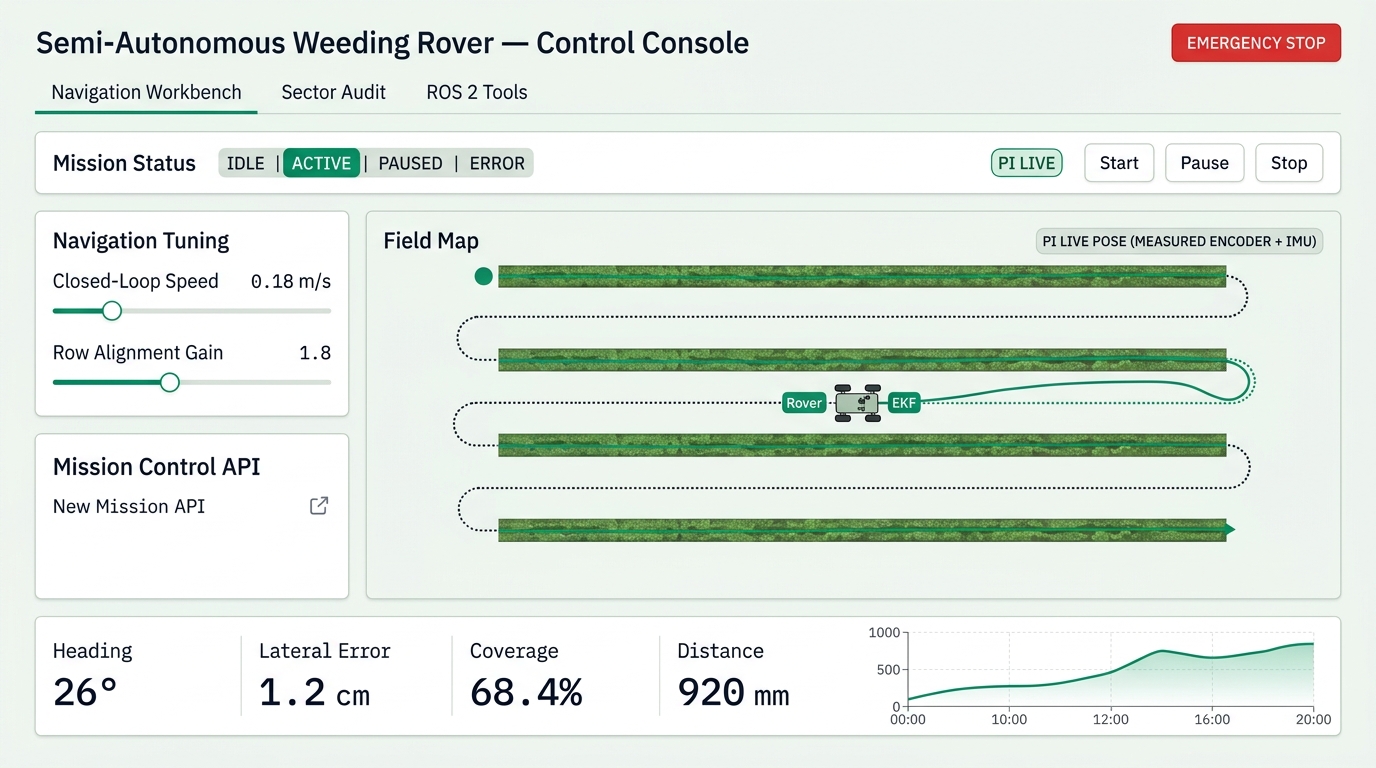 Semi-Autonomous Weeding Rover — Control Console
EMERGENCY STOP
Navigation Workbench
Sector Audit
ROS 2 Tools
Mission Status
IDLE | ACTIVE | PAUSED | ERROR
PI LIVE
Start
Pause
Stop
Navigation Tuning
Closed-Loop Speed 0.18 m/s
Row Alignment Gain 1.8
Mission Control API
New Mission API
Field Map
PI LIVE POSE (MEASURED ENCODER + IMU)
Rover
EKF
Heading
26°
Lateral Error
1.2 cm
Coverage
68.4%
Distance
920 mm
1000
500
0
00:00 10:00 12:00 16:00 20:00